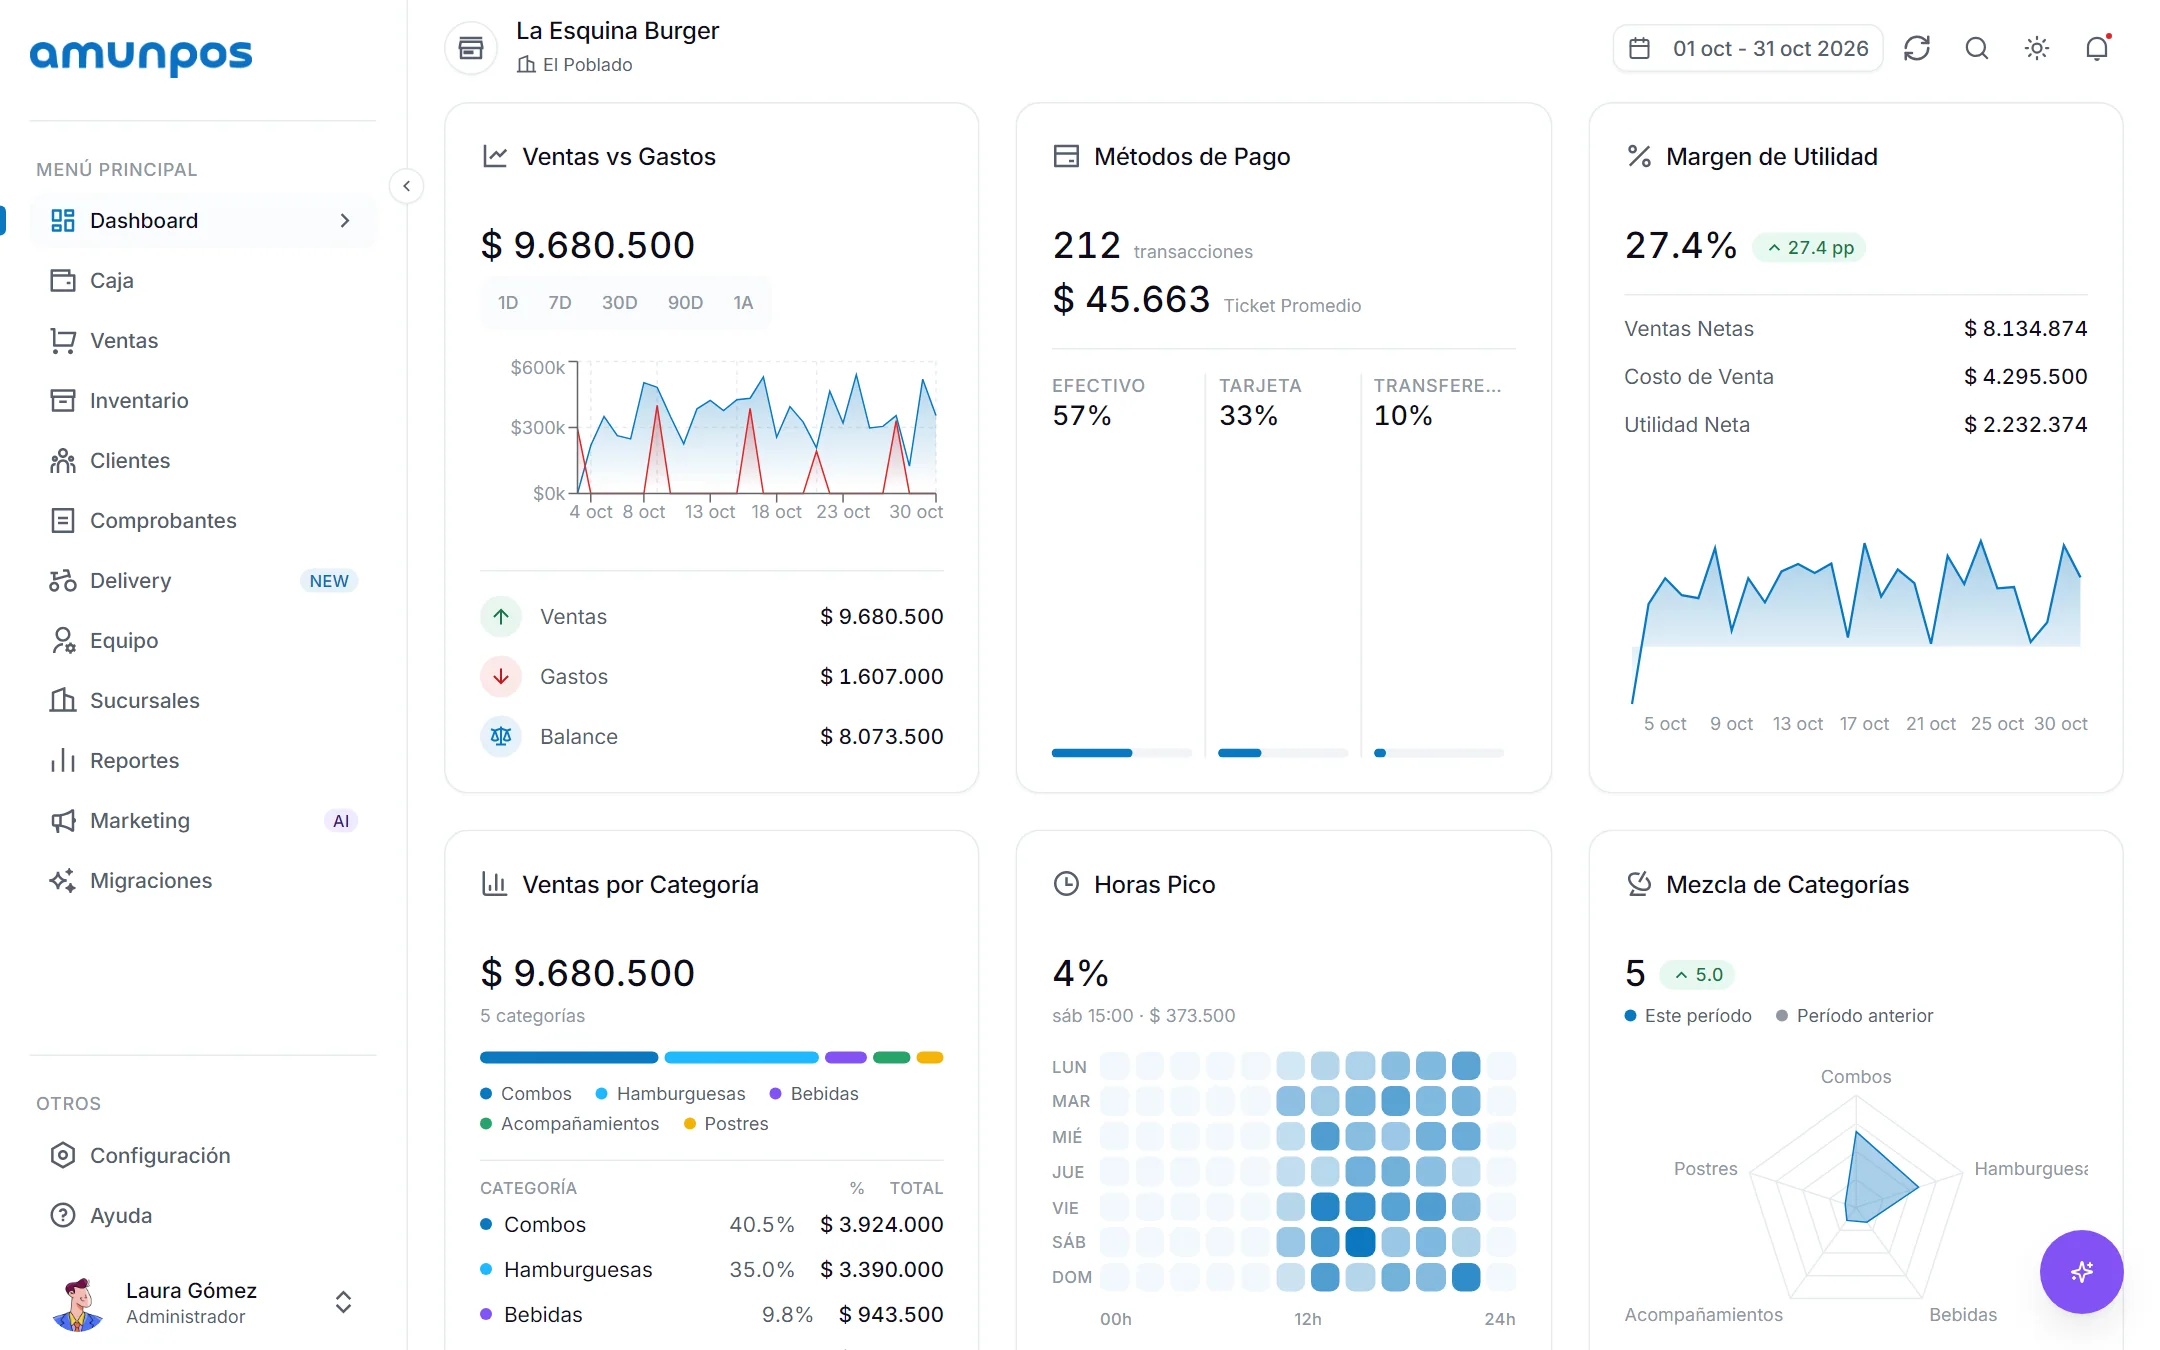 amunpos
MENÚ PRINCIPAL
Dashboard
Caja
Ventas
Inventario
Clientes
Comprobantes
Delivery NEW
Equipo
Sucursales
Reportes
Marketing AI
Migraciones
OTROS
Configuración
Ayuda
Laura Gómez
Administrador
La Esquina Burger
El Poblado
01 oct - 31 oct 2026
Ventas vs Gastos
$ 9.680.500
1D 7D 30D 90D 1A
$600k
$300k
$0k
4 oct 8 oct 13 oct 18 oct 23 oct 30 oct
Ventas $ 9.680.500
Gastos $ 1.607.000
Balance $ 8.073.500
Métodos de Pago
212 transacciones
$ 45.663 Ticket Promedio
EFECTIVO TARJETA TRANSFERE...
57% 33% 10%
Margen de Utilidad
27.4% 27.4 pp
Ventas Netas $ 8.134.874
Costo de Venta $ 4.295.500
Utilidad Neta $ 2.232.374
5 oct 9 oct 13 oct 17 oct 21 oct 25 oct 30 oct
Ventas por Categoría
$ 9.680.500
5 categorías
Combos Hamburguesas Bebidas
Acompañamientos Postres
CATEGORÍA % TOTAL
Combos 40.5% $ 3.924.000
Hamburguesas 35.0% $ 3.390.000
Bebidas 9.8% $ 943.500
Horas Pico
4%
sáb 15:00 · $ 373.500
LUN
MAR
MIÉ
JUE
VIE
SÁB
DOM
00h 12h 24h
Mezcla de Categorías
5 5.0
Este período Período anterior
Combos
Postres Hamburguesa
Acompañamientos Bebidas